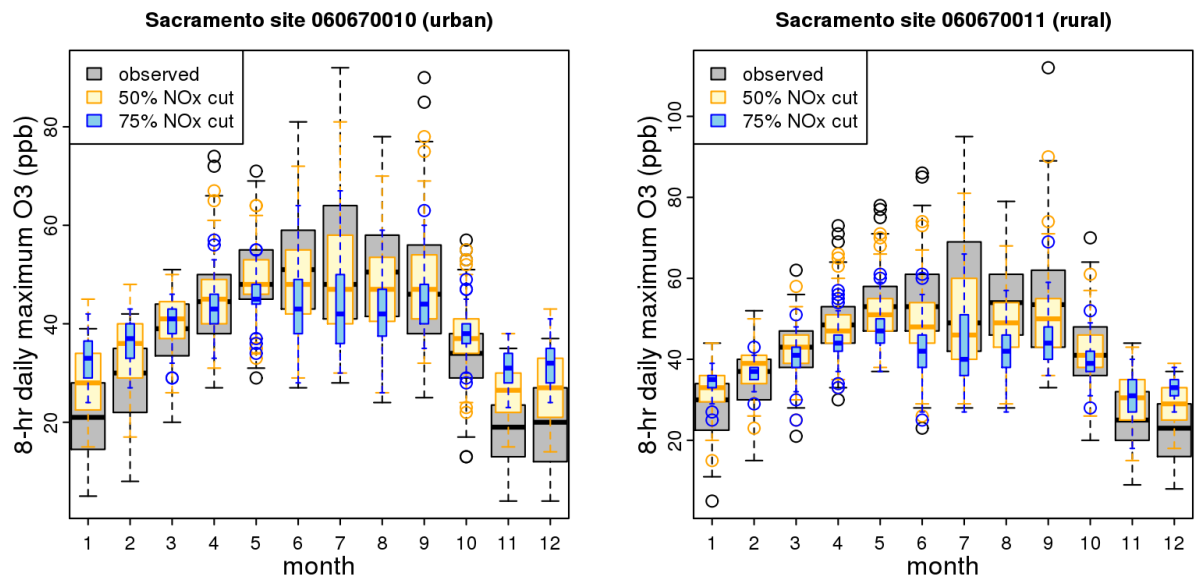 Sacramento site 060670010 (urban)
observed
50% NOx cut
75% NOx cut
8-hr daily maximum O3 (ppb)
80
60
40
20
1 2 3 4 5 6 7 8 9 10 11 12
month
Sacramento site 060670011 (rural)
observed
50% NOx cut
75% NOx cut
8-hr daily maximum O3 (ppb)
100
80
60
40
20
1 2 3 4 5 6 7 8 9 10 11 12
month